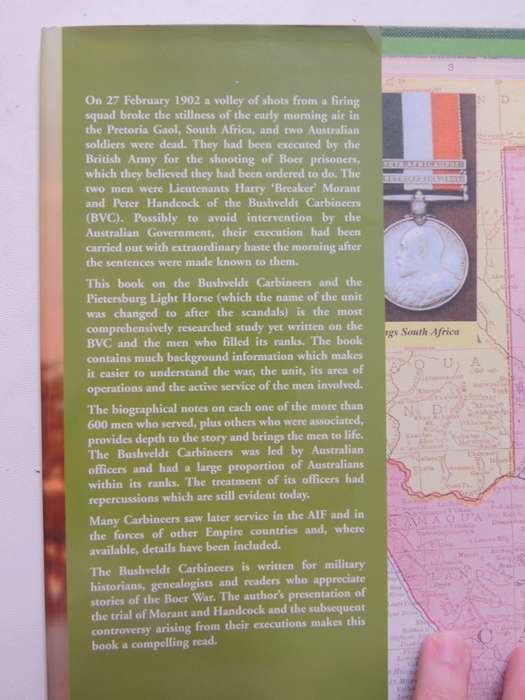 On 27 February 1902 a volley of shots from a firing
squad broke the stillness of the early morning air in
the Pretoria Gaol, South Africa, and two Australian
soldiers were dead. They had been executed by the
British Army for the shooting of Boer prisoners,
which they believed they had been ordered to do. The
two men were Lieutenants Harry 'Breaker' Morant
and Peter Handcock of the Bushveldt Carbineers
(BVC). Possibly to avoid intervention by the
Australian Government, their execution had been
carried out with extraordinary haste the morning after
the sentences were made known to them.
This book on the Bushveldt Carbineers and the
Pietersburg Light Horse (which the name of the unit
was changed to after the scandals) is the most
comprehensively researched study yet written on the
BVC and the men who filled its ranks. The book
contains much background information which makes
it easier to understand the war, the unit, its area of
operations and the active service of the men involved.
The biographical notes on each one of the more than
600 men who served, plus others who were associated,
provides depth to the story and brings the men to life.
The Bushveldt Carbineers was led by Australian
officers and had a large proportion of Australians
within its ranks. The treatment of its officers had
repercussions which are still evident today.
Many Carbineers saw later service in the AIF and in
the forces of other Empire countries and, where
available, details have been included.
The Bushveldt Carbineers is written for military
historians, genealogists and readers who appreciate
stories of the Boer War. The author's presentation of
the trial of Morant and Handcock and the subsequent
controversy arising from their executions makes this
book a compelling read.
ngs South Africa
AQUA
ND
NAMAQUA
C